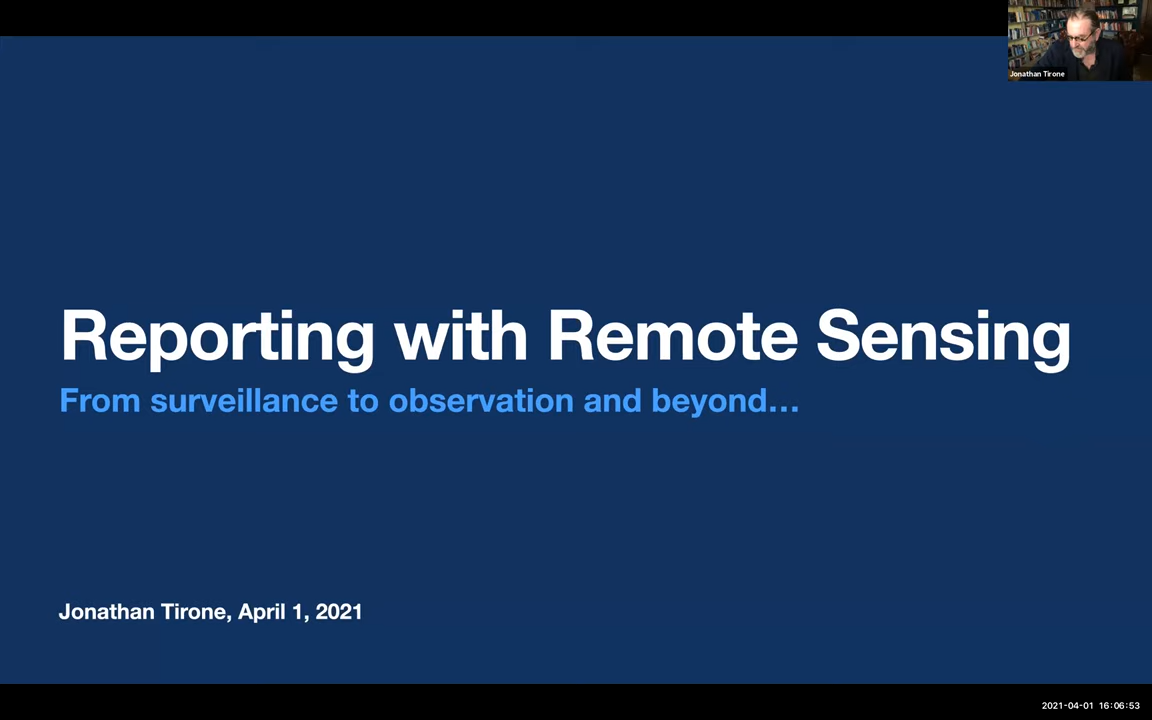 Jonathan Tirone
Reporting with Remote Sensing
From surveillance to observation and beyond...
Jonathan Tirone, April 1, 2021
2021-04-01 16:06:53